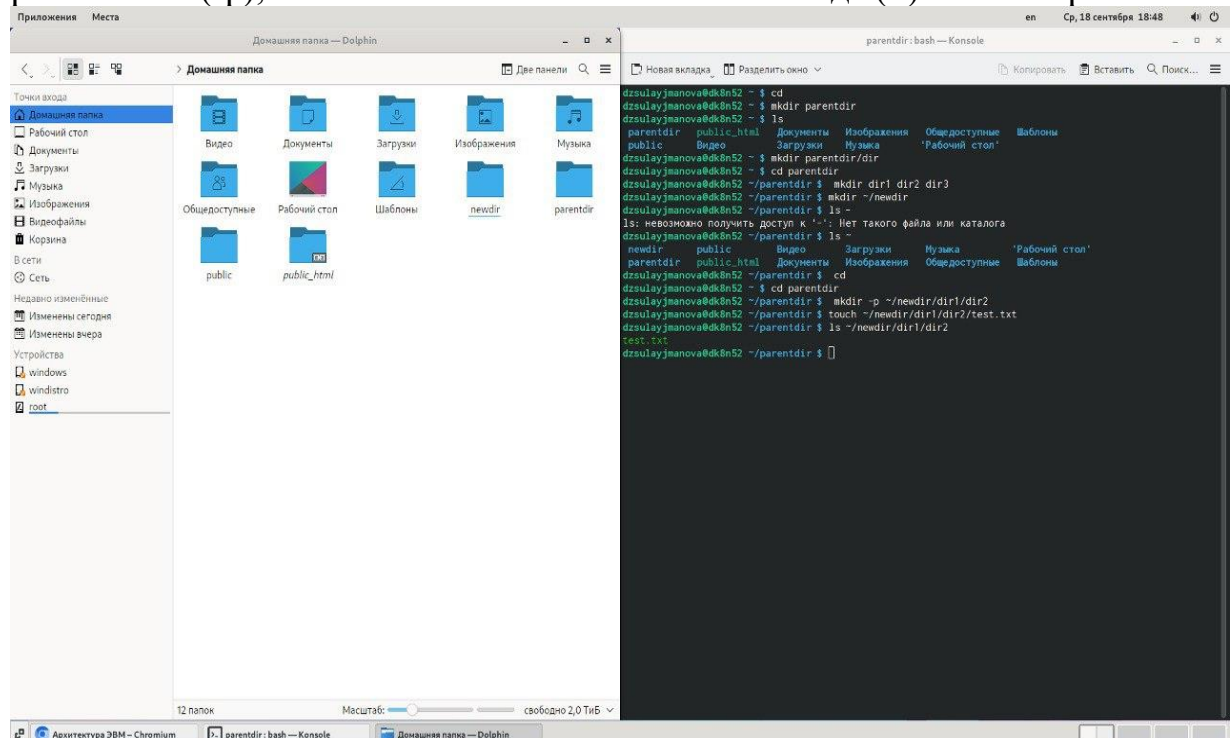 Приложения Места
en Ср, 18 сентября 18:48
Домашняя папка — Dolphin
> Домашняя папка
Две панели
Точки входа
Домашняя папка
Рабочий стол
Документы
Загрузки
Музыка
Изображения
Видеофайлы
Корзина
В сети
Сеть
Недавно изменённые
Изменены сегодня
Изменены вчера
Устройства
windows
windistro
root
Видео Документы Загрузки Изображения Музыка
Общедоступные Рабочий стол Шаблоны newdir parentdir
public public_html
12 папок Масштаб: свободно 2,0 ТиБ
parentdir : bash — Konsole
Новая вкладка Разделить окно Копировать Вставить Поиск...
dzsulayjmanova@dk8n52 ~ $ cd
dzsulayjmanova@dk8n52 ~ $ mkdir parentdir
dzsulayjmanova@dk8n52 ~ $ ls
parentdir public_html Документы Изображения Общедоступные Шаблоны
public Видео Загрузки Музыка 'Рабочий стол'
dzsulayjmanova@dk8n52 ~ $ mkdir parentdir/dir
dzsulayjmanova@dk8n52 ~ $ cd parentdir
dzsulayjmanova@dk8n52 ~/parentdir $ mkdir dir1 dir2 dir3
dzsulayjmanova@dk8n52 ~/parentdir $ mkdir ~/newdir
dzsulayjmanova@dk8n52 ~/parentdir $ ls -
ls: невозможно получить доступ к '-': Нет такого файла или каталога
dzsulayjmanova@dk8n52 ~/parentdir $ ls ~
newdir public Видео Загрузки Музыка 'Рабочий стол'
parentdir public_html Документы Изображения Общедоступные Шаблоны
dzsulayjmanova@dk8n52 ~/parentdir $ cd
dzsulayjmanova@dk8n52 ~ $ cd parentdir
dzsulayjmanova@dk8n52 ~/parentdir $ mkdir -p ~/newdir/dir1/dir2
dzsulayjmanova@dk8n52 ~/parentdir $ touch ~/newdir/dir1/dir2/test.txt
dzsulayjmanova@dk8n52 ~/parentdir $ ls ~/newdir/dir1/dir2
test.txt
dzsulayjmanova@dk8n52 ~/parentdir $
Архитектура ЭВМ – Chromium parentdir : bash — Konsole Домашняя папка — Dolphin